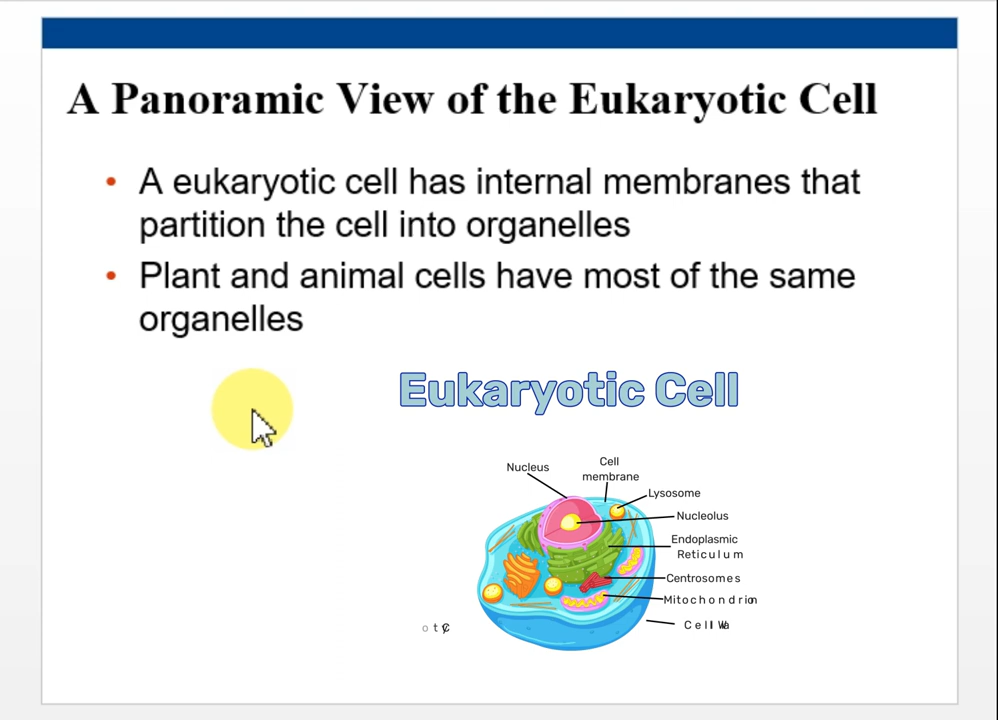 A Panoramic View of the Eukaryotic Cell
• A eukaryotic cell has internal membranes that
partition the cell into organelles
• Plant and animal cells have most of the same
organelles
Eukaryotic Cell
Nucleus
Cell
membrane
Lysosome
Nucleolus
Endoplasmic
Reticulum
Centrosomes
Mitochondrion
Cell